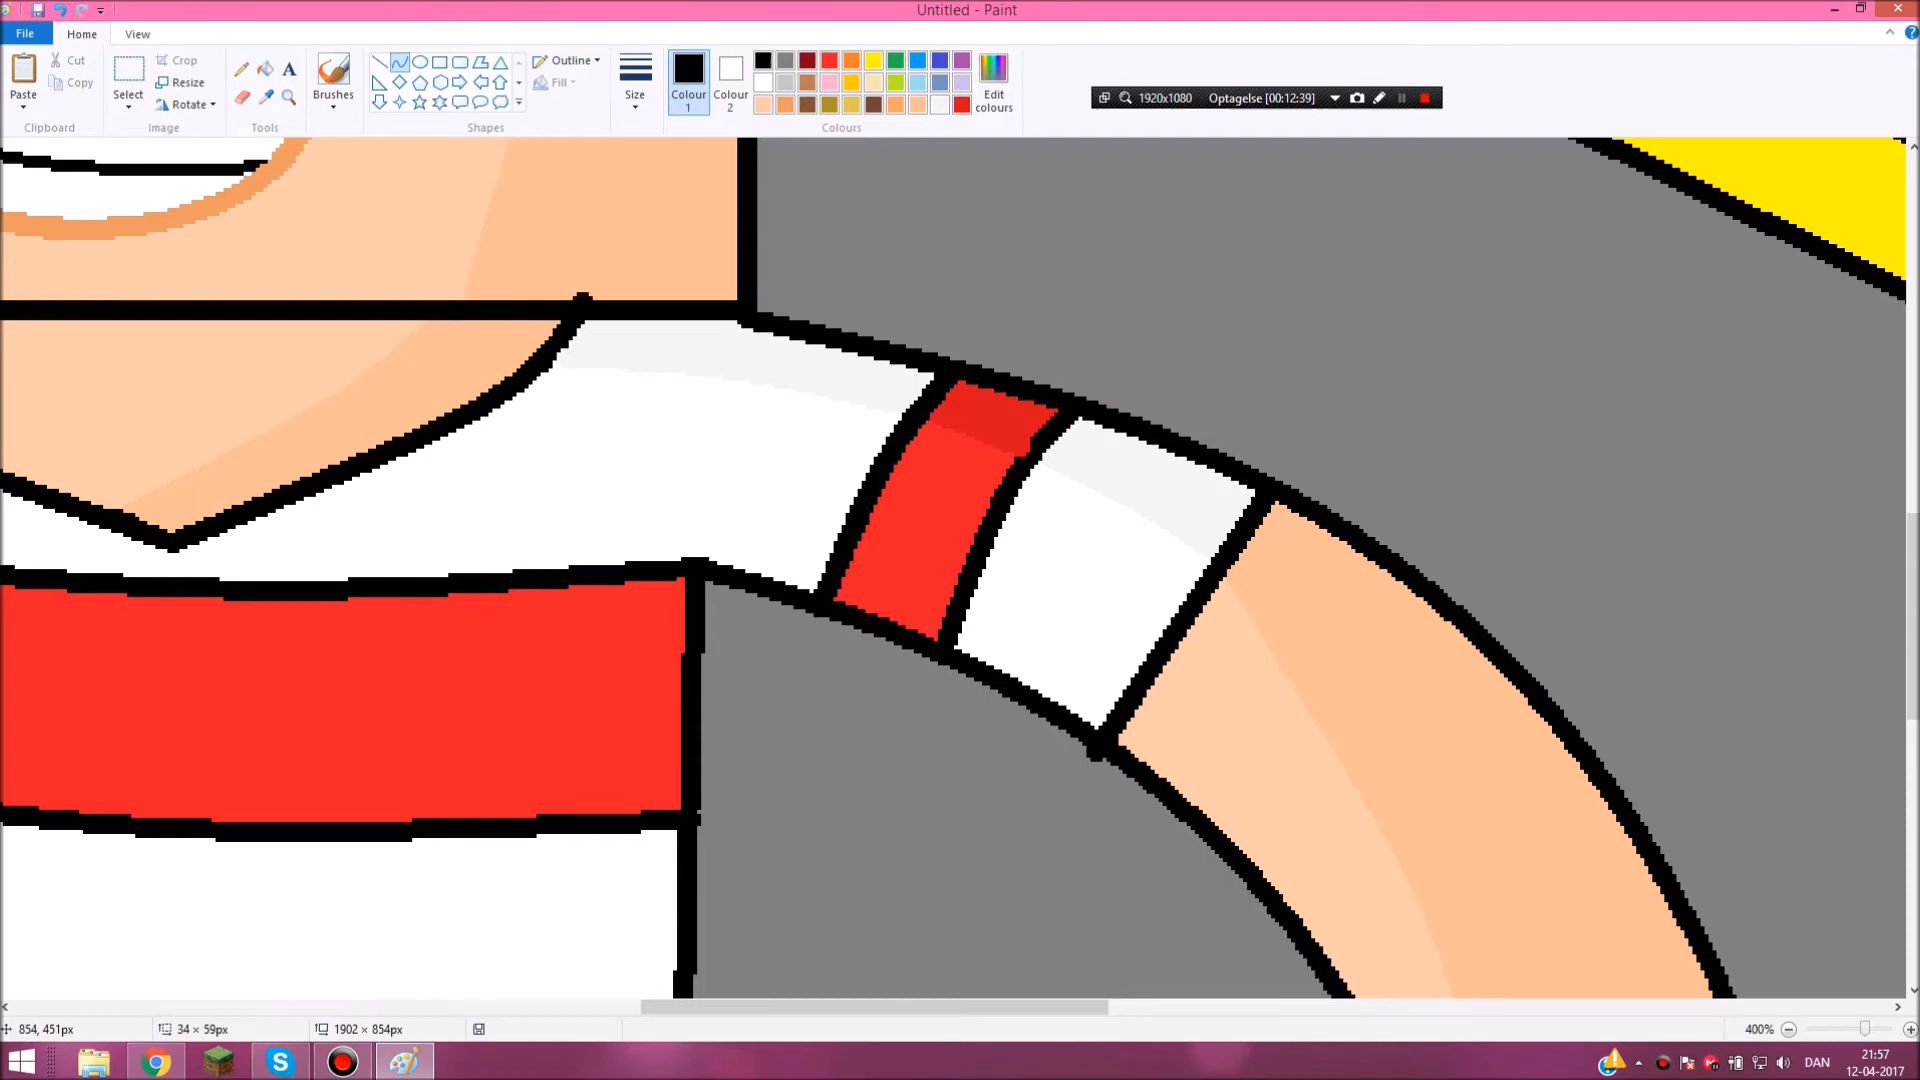 Untitled - Paint
File Home View
Paste Cut Copy
Clipboard
Select Crop Resize Rotate
Image
A
Tools
Brushes
Outline Fill
Shapes
Size
Colour 1 Colour 2 Edit colours
Colours
1920x1080 Optagelse [00:12:39]
854, 451px 34 × 59px 1902 × 854px 400%
S DAN 21:57
12-04-2017